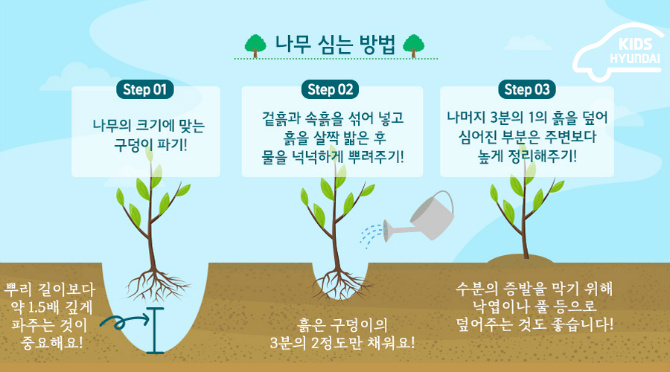 나무 심는 방법
KIDS
HYUNDAI
Step 01
나무의 크기에 맞는
구덩이 파기!
Step 02
겉흙과 속흙을 섞어 넣고
흙을 살짝 밟은 후
물을 넉넉하게 뿌려주기!
Step 03
나머지 3분의 1의 흙을 덮어
심어진 부분은 주변보다
높게 정리해주기!
뿌리 길이보다
약 1.5배 깊게
파주는 것이
중요해요!
흙은 구덩이의
3분의 2정도만 채워요!
수분의 증발을 막기 위해
낙엽이나 풀 등으로
덮어주는 것도 좋습니다!